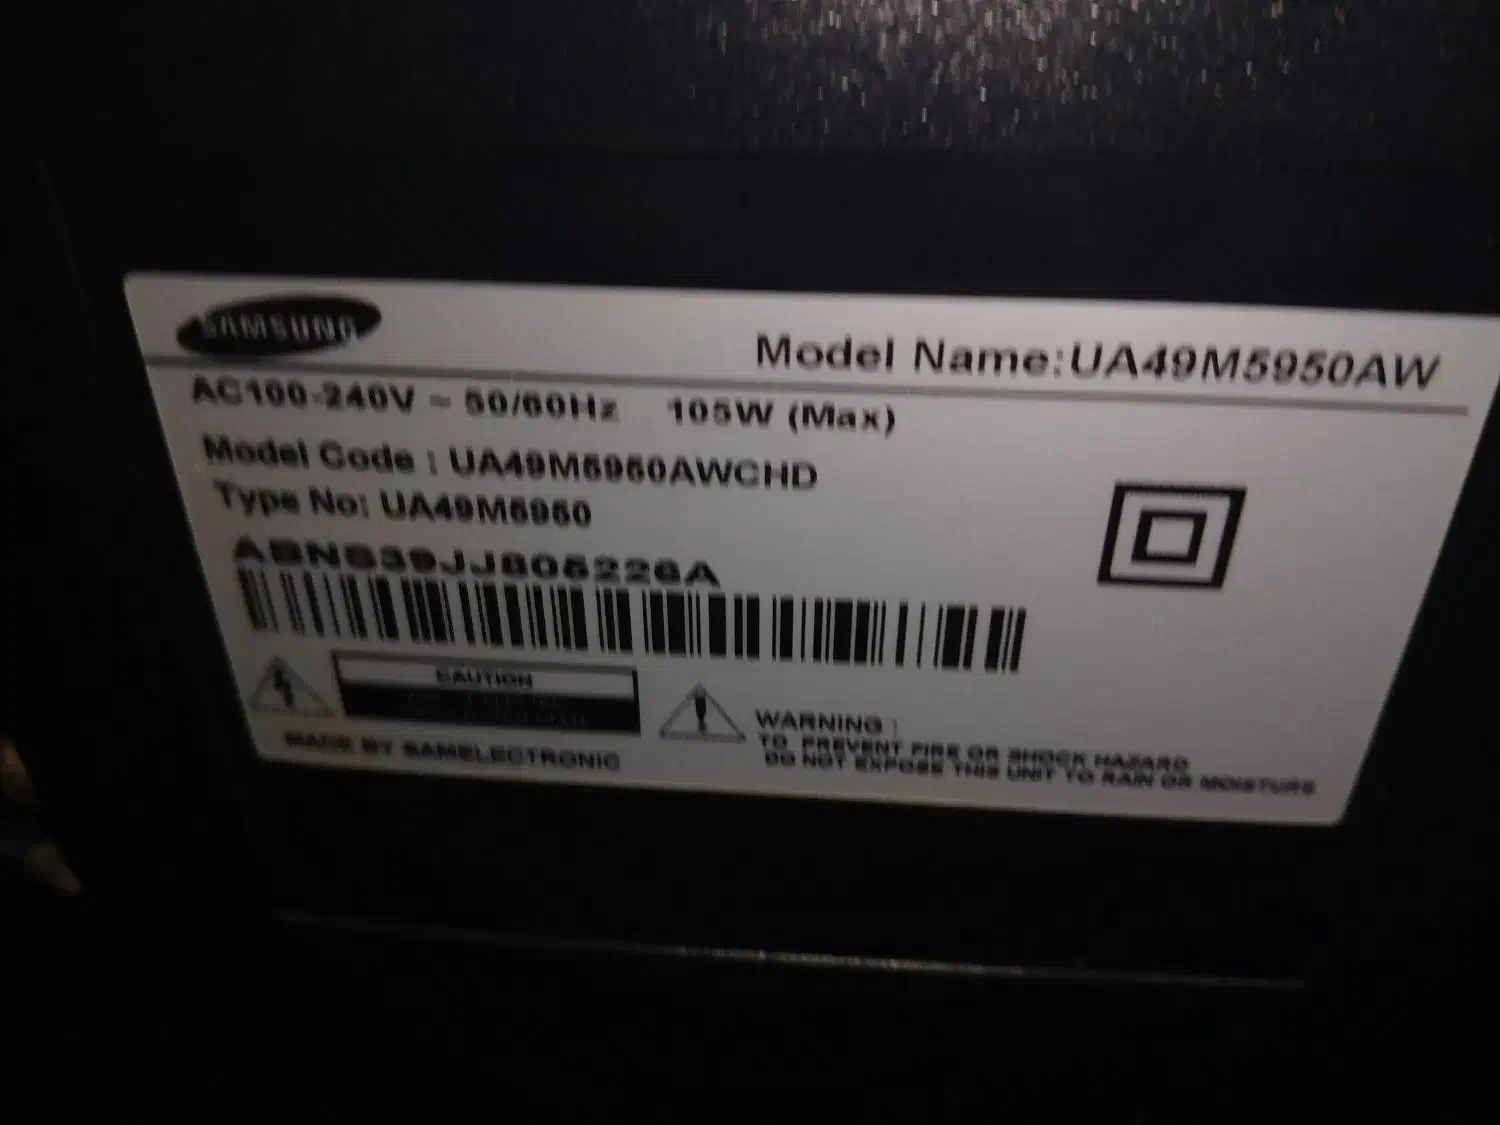 SAMSUNG
Model Name:UA49M5950AW
AC100-240V ~ 50/60Hz 105W (Max)
Model Code : UA49M5950AWCHD
Type No: UA49M5950
CAUTION
MADE BY SAMELECTRONIC
WARNING :
TO PREVENT FIRE OR SHOCK HAZARD
DO NOT EXPOSE THIS UNIT TO RAIN OR MOISTURE